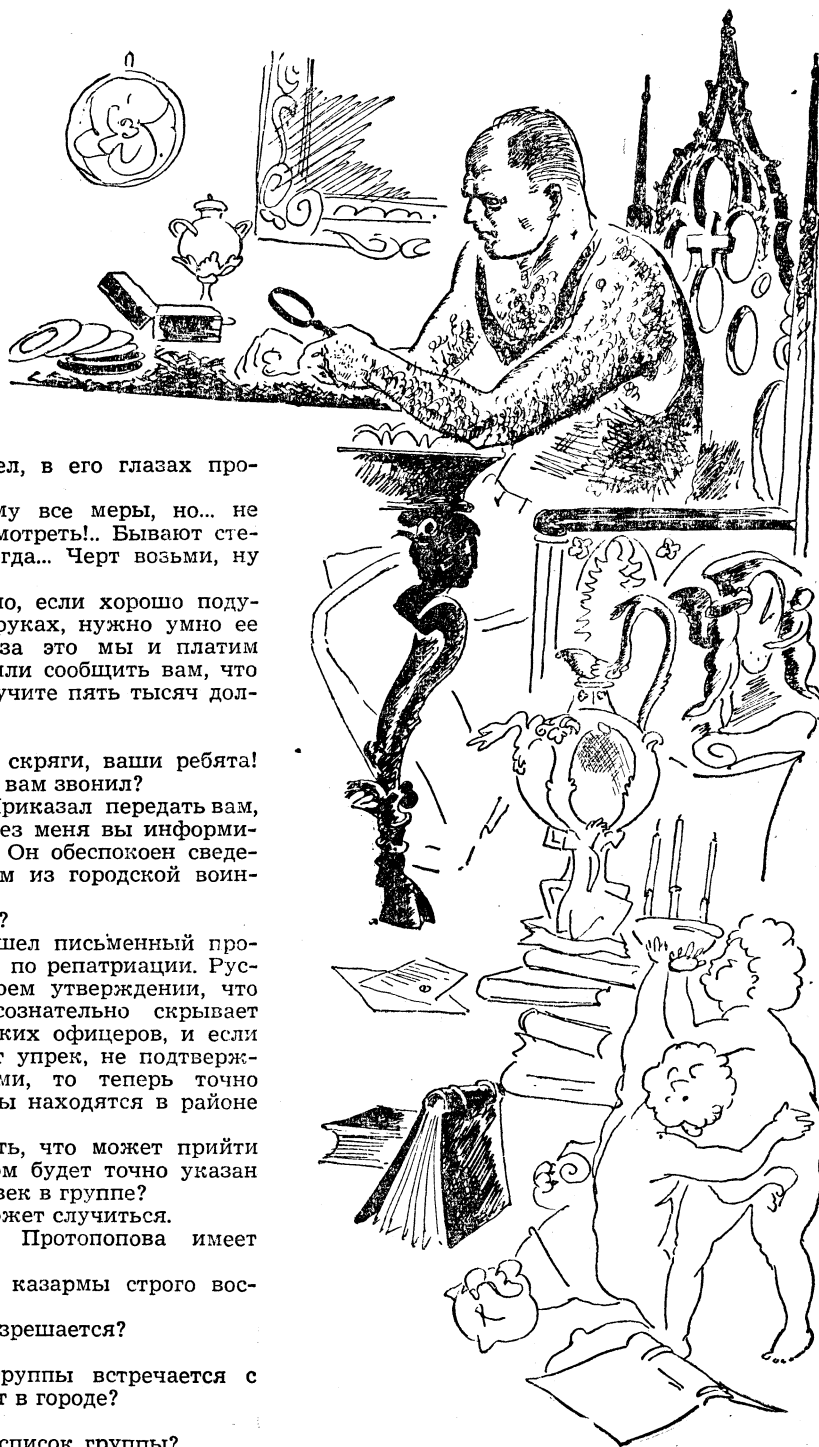 ел, в его глазах про-
му все меры, но... не
мотреть!.. Бывают сте-
гда... Черт возьми, ну
но, если хорошо поду-
руках, нужно умно ее
за это мы и платим
или сообщить вам, что
учите пять тысяч дол-
скряги, ваши ребята!
вам звонил?
Приказал передать вам,
рез меня вы информи-
Он обеспокоен сведе-
м из городской воин-
?
шел письменный про-
по репатриации. Рус-
оем утверждении, что
сознательно скрывает
ких офицеров, и если
т упрек, не подтверж-
ми, то теперь точно
ы находятся в районе
ть, что может прийти
ом будет точно указан
век в группе?
жет случиться.
Протопопова имеет
казармы строго вос-
зрешается?
группы встречается с
т в городе?
список группы?